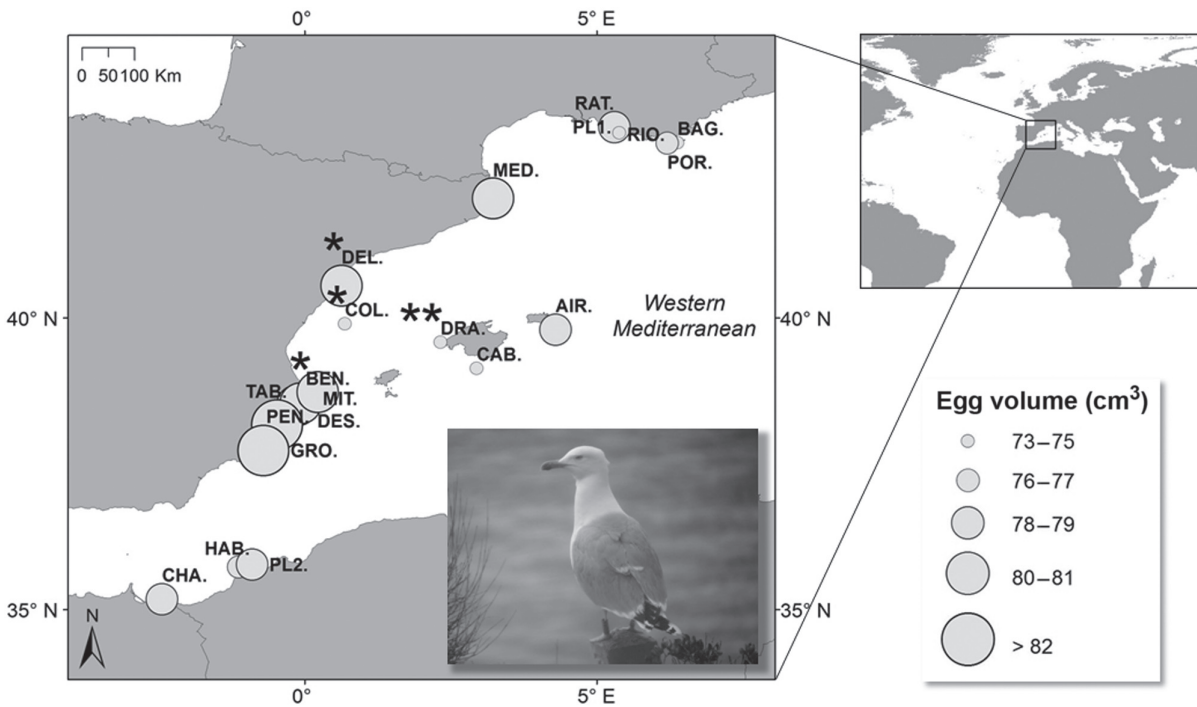 0°
5° E
0 50 100 Km
RAT.
PL1.
RIO.
BAG.
POR.
MED.
*
DEL.
*
COL.
**
DRA.
CAB.
AIR.
Western
Mediterranean
40° N
40° N
*
BEN.
TAB.
MIT.
PEN.
DES.
GRO.
HAB.
PL2.
CHA.
35° N
35° N
N
0°
5° E
Egg volume (cm³)
73–75
76–77
78–79
80–81
> 82